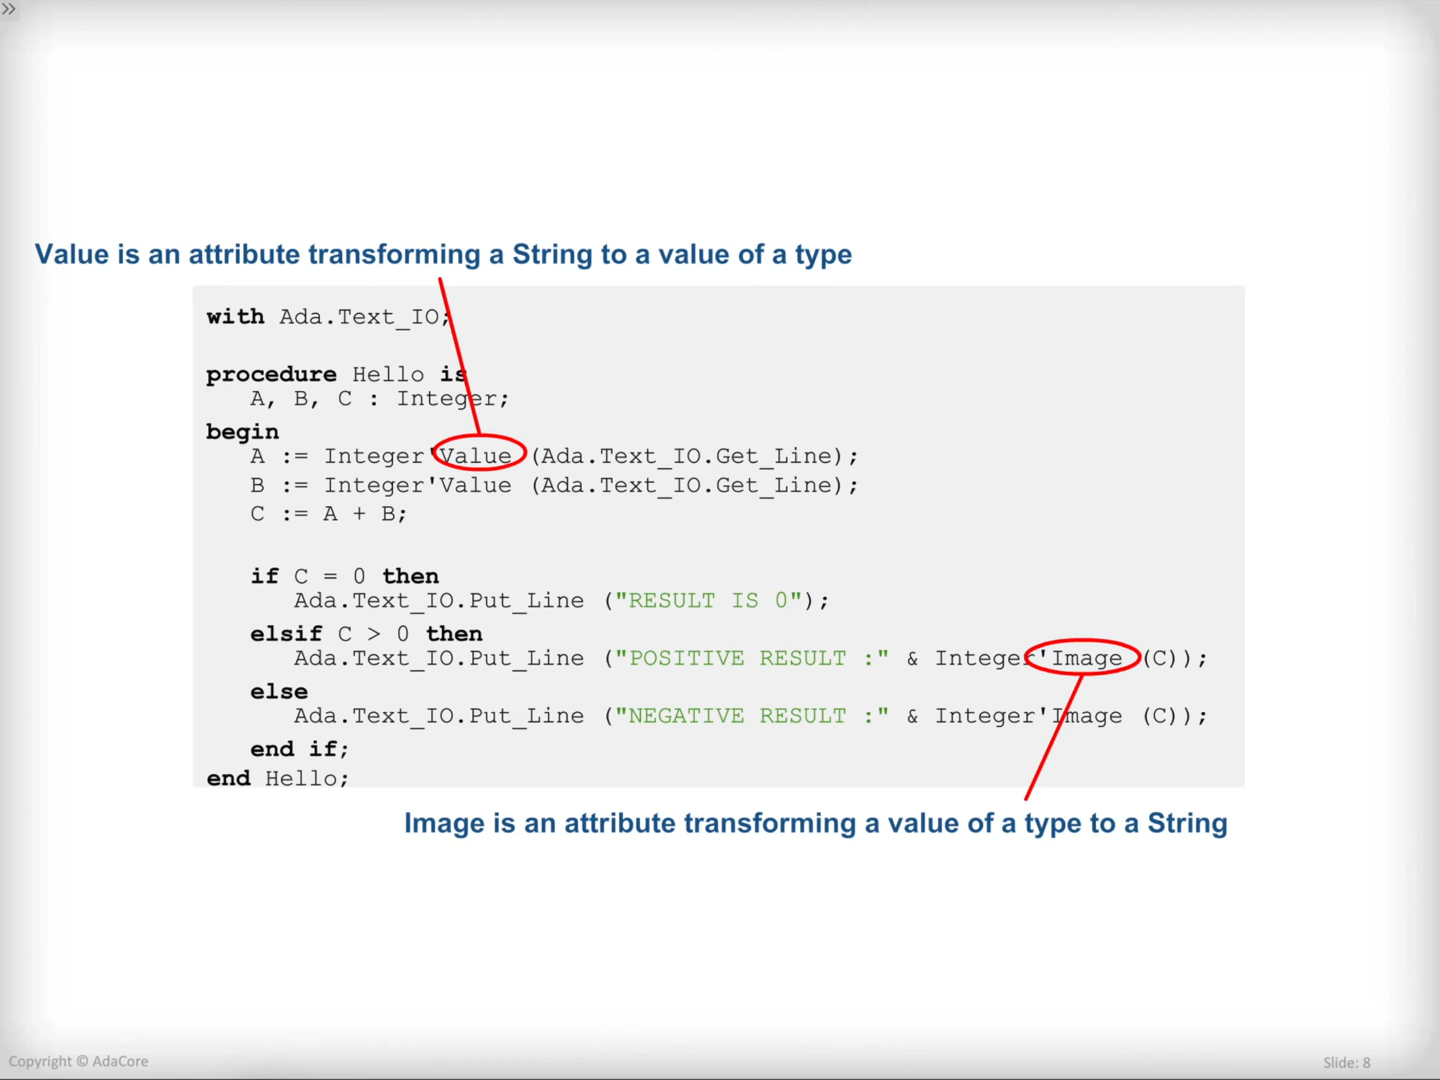 »
Value is an attribute transforming a String to a value of a type
with Ada.Text_IO;
procedure Hello is
A, B, C : Integer;
begin
A := Integer'Value (Ada.Text_IO.Get_Line);
B := Integer'Value (Ada.Text_IO.Get_Line);
C := A + B;
if C = 0 then
Ada.Text_IO.Put_Line ("RESULT IS 0");
elsif C > 0 then
Ada.Text_IO.Put_Line ("POSITIVE RESULT :" & Integer'Image (C));
else
Ada.Text_IO.Put_Line ("NEGATIVE RESULT :" & Integer'Image (C));
end if;
end Hello;
Image is an attribute transforming a value of a type to a String
Copyright © AdaCore
Slide: 8